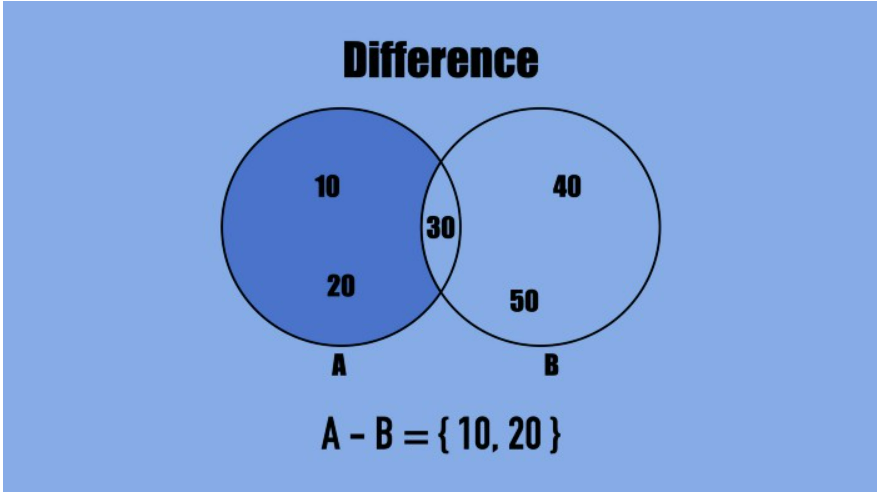 Difference
10 40
30
20
50
A B
A – B = { 10, 20 }